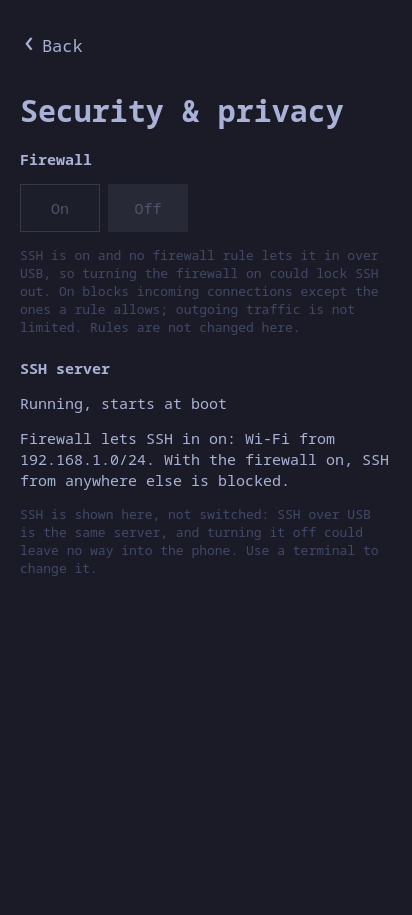 Back
Security & privacy
Firewall
On Off
SSH is on and no firewall rule lets it in over
USB, so turning the firewall on could lock SSH
out. On blocks incoming connections except the
ones a rule allows; outgoing traffic is not
limited. Rules are not changed here.
SSH server
Running, starts at boot
Firewall lets SSH in on: Wi-Fi from
192.168.1.0/24. With the firewall on, SSH
from anywhere else is blocked.
SSH is shown here, not switched: SSH over USB
is the same server, and turning it off could
leave no way into the phone. Use a terminal to
change it.